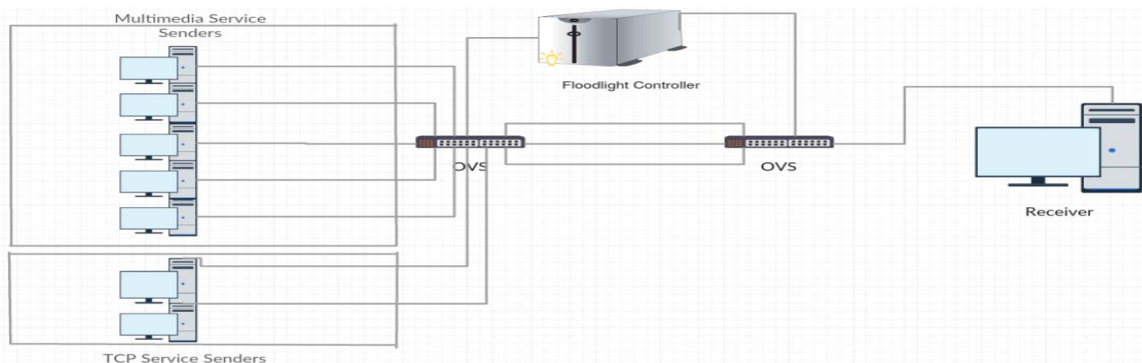 Multimedia Service
Senders
Floodlight Controller
OVS
OVS
Receiver
TCP Service Senders